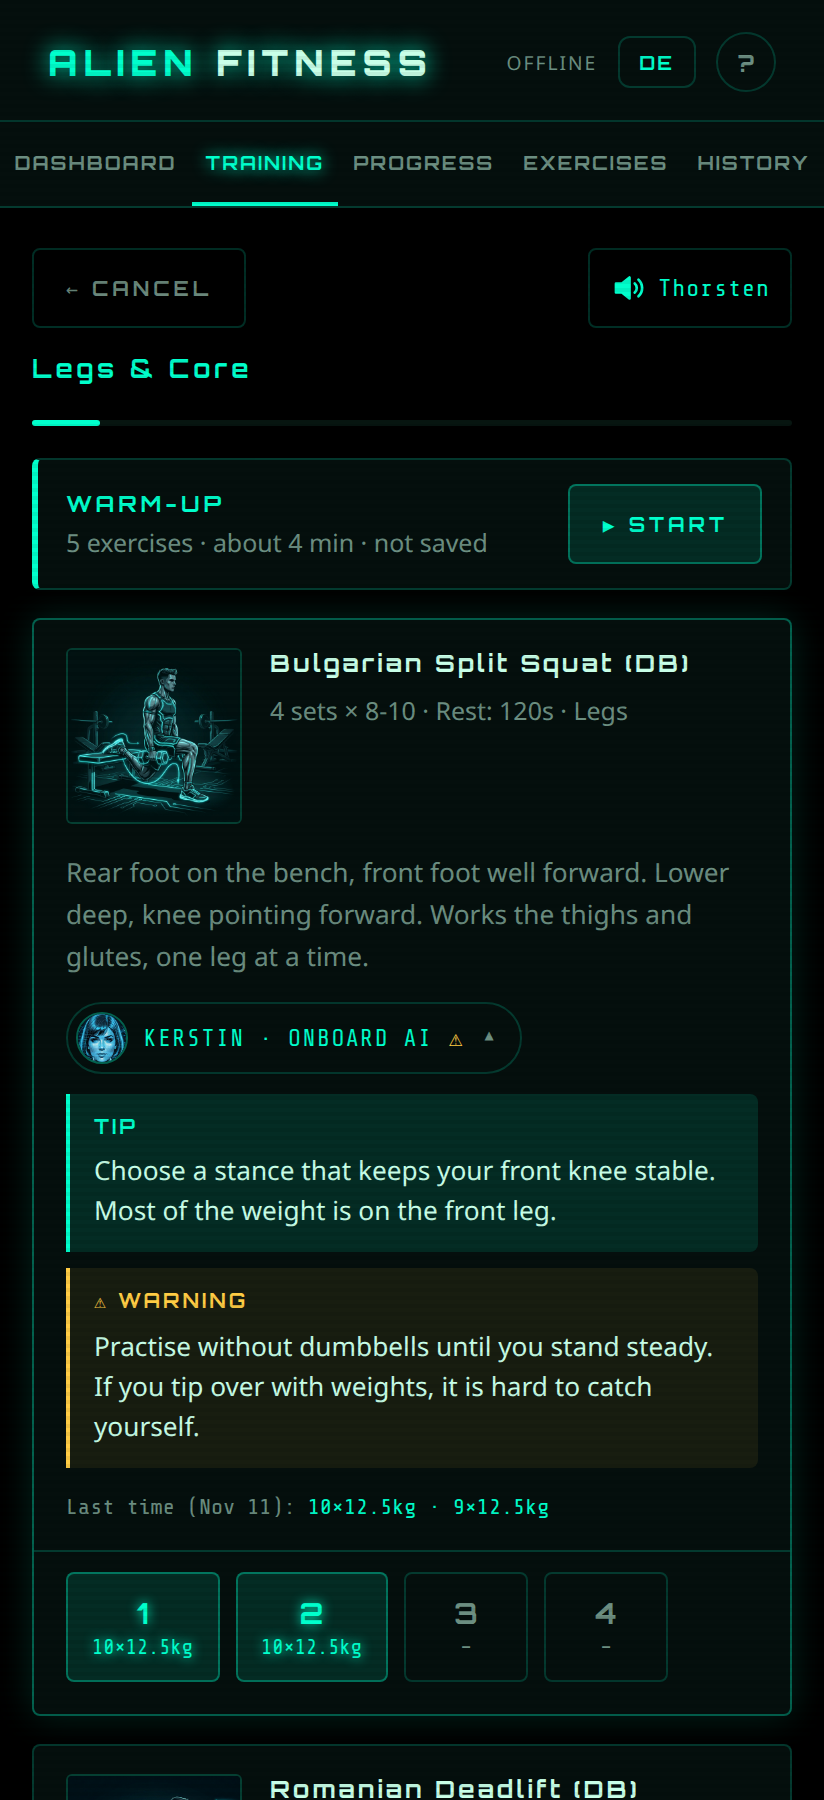 ALIEN FITNESS
OFFLINE
DE
?
DASHBOARD TRAINING PROGRESS EXERCISES HISTORY
← CANCEL
Thorsten
Legs & Core
WARM-UP
5 exercises · about 4 min · not saved
▶ START
Bulgarian Split Squat (DB)
4 sets × 8-10 · Rest: 120s · Legs
Rear foot on the bench, front foot well forward. Lower
deep, knee pointing forward. Works the thighs and
glutes, one leg at a time.
KERSTIN · ONBOARD AI ⚠ ▲
TIP
Choose a stance that keeps your front knee stable.
Most of the weight is on the front leg.
⚠ WARNING
Practise without dumbbells until you stand steady.
If you tip over with weights, it is hard to catch
yourself.
Last time (Nov 11): 10×12.5kg · 9×12.5kg
1
10×12.5kg
2
10×12.5kg
3
–
4
–
Romanian Deadlift (DB)